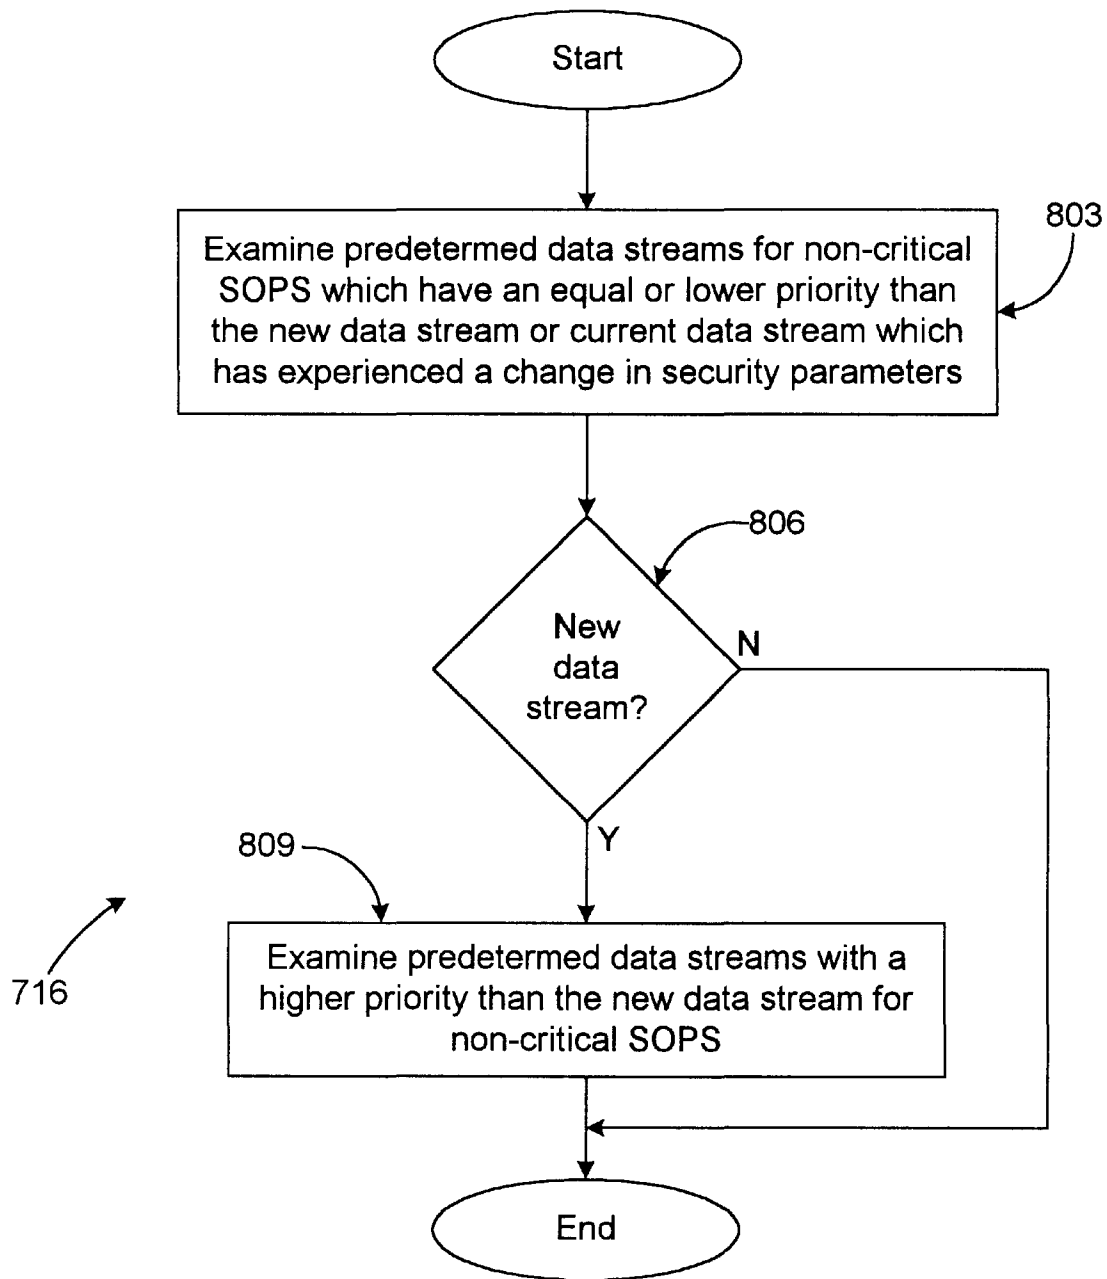 Start
803
Examine predetermed data streams for non-critical
SOPS which have an equal or lower priority than
the new data stream or current data stream which
has experienced a change in security parameters
806
New
data
stream?
N
Y
809
716
Examine predetermed data streams with a
higher priority than the new data stream for
non-critical SOPS
End